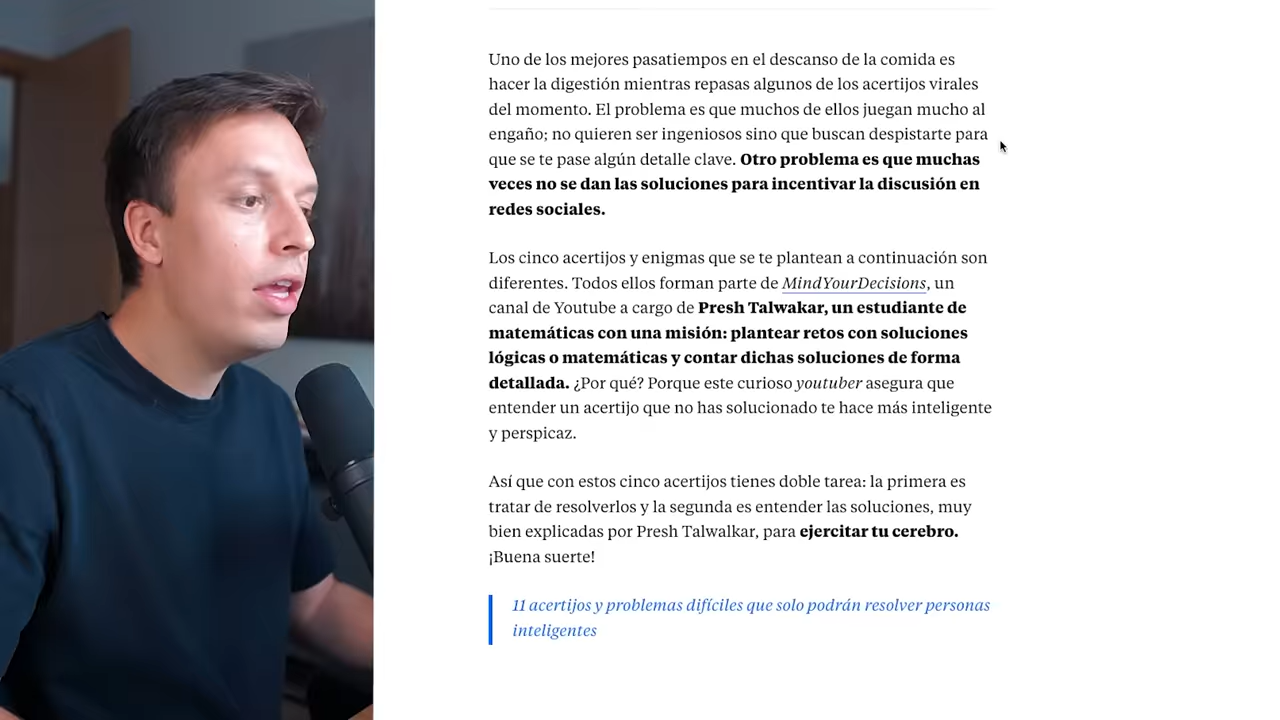 Uno de los mejores pasatiempos en el descanso de la comida es
hacer la digestión mientras repasas algunos de los acertijos virales
del momento. El problema es que muchos de ellos juegan mucho al
engaño; no quieren ser ingeniosos sino que buscan despistarte para
que se te pase algún detalle clave. Otro problema es que muchas
veces no se dan las soluciones para incentivar la discusión en
redes sociales.
Los cinco acertijos y enigmas que se te plantean a continuación son
diferentes. Todos ellos forman parte de MindYourDecisions, un
canal de Youtube a cargo de Presh Talwakar, un estudiante de
matemáticas con una misión: plantear retos con soluciones
lógicas o matemáticas y contar dichas soluciones de forma
detallada. ¿Por qué? Porque este curioso youtuber asegura que
entender un acertijo que no has solucionado te hace más inteligente
y perspicaz.
Así que con estos cinco acertijos tienes doble tarea: la primera es
tratar de resolverlos y la segunda es entender las soluciones, muy
bien explicadas por Presh Talwalkar, para ejercitar tu cerebro.
¡Buena suerte!
11 acertijos y problemas difíciles que solo podrán resolver personas
inteligentes